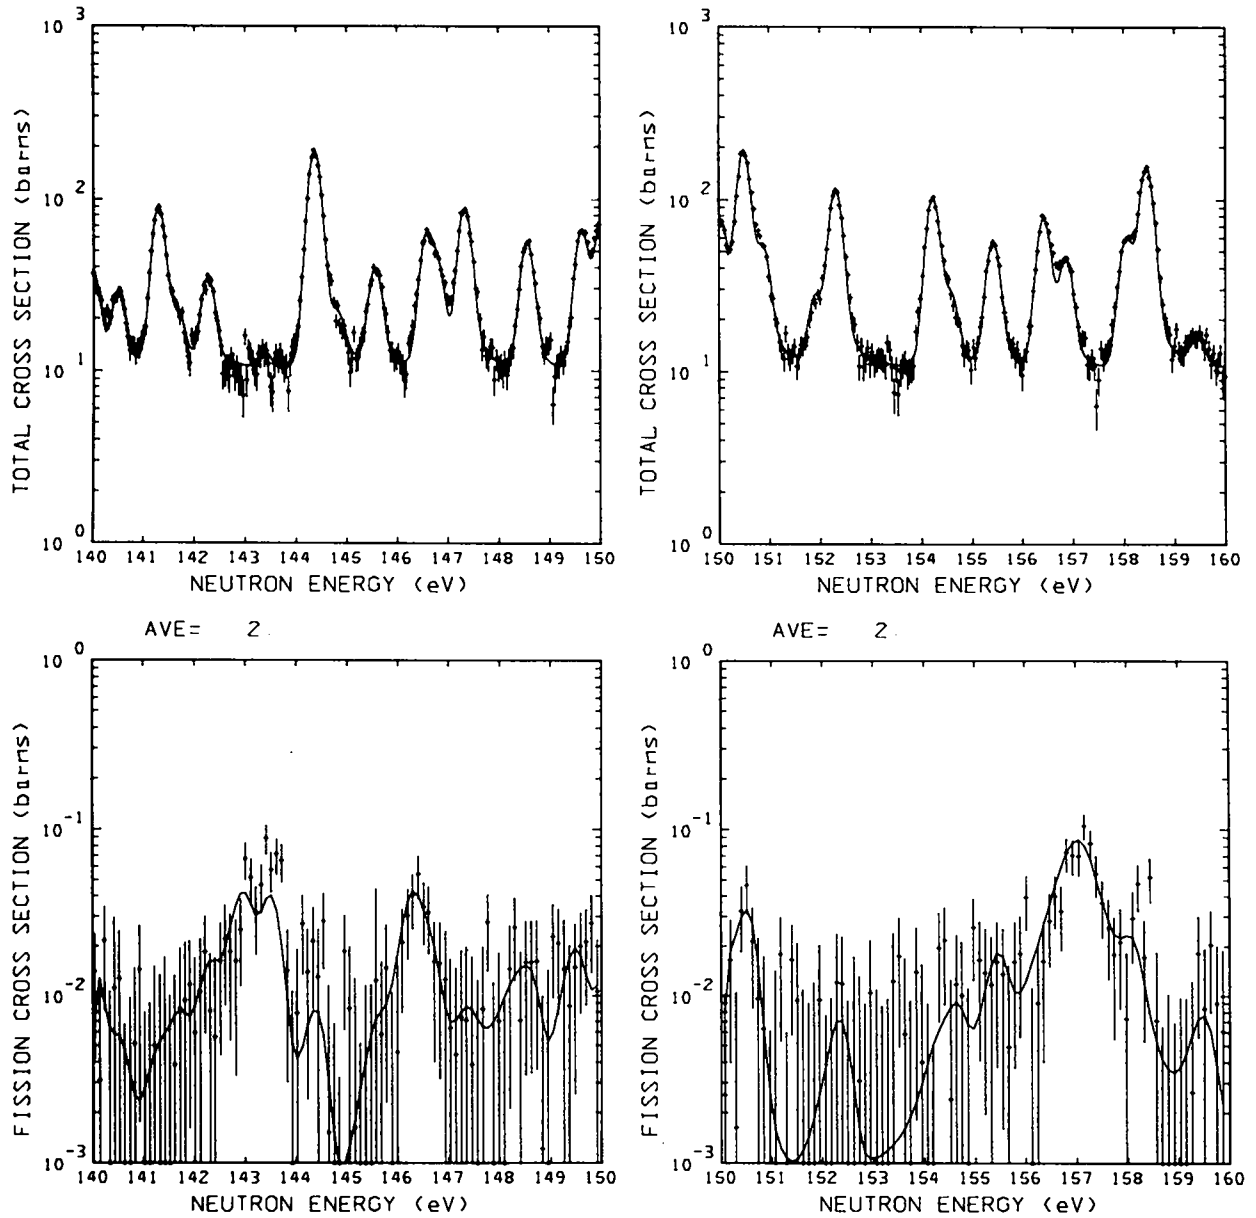 TOTAL CROSS SECTION (barns)
10 3
10 2
10 1
10 0
140 141 142 143 144 145 146 147 148 149 150
NEUTRON ENERGY (eV)
TOTAL CROSS SECTION (barns)
10 3
10 2
10 1
10 0
150 151 152 153 154 155 156 157 158 159 160
NEUTRON ENERGY (eV)
AVE= 2.
FISSION CROSS SECTION (barns)
10 0
10 -1
10 -2
10 -3
140 141 142 143 144 145 146 147 148 149 150
NEUTRON ENERGY (eV)
AVE= 2.
FISSION CROSS SECTION (barns)
10 0
10 -1
10 -2
10 -3
150 151 152 153 154 155 156 157 158 159 160
NEUTRON ENERGY (eV)